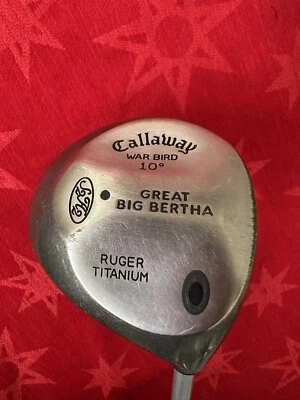 Callaway
WAR BIRD
10°
GREAT
BIG BERTHA
RUGER
TITANIUM